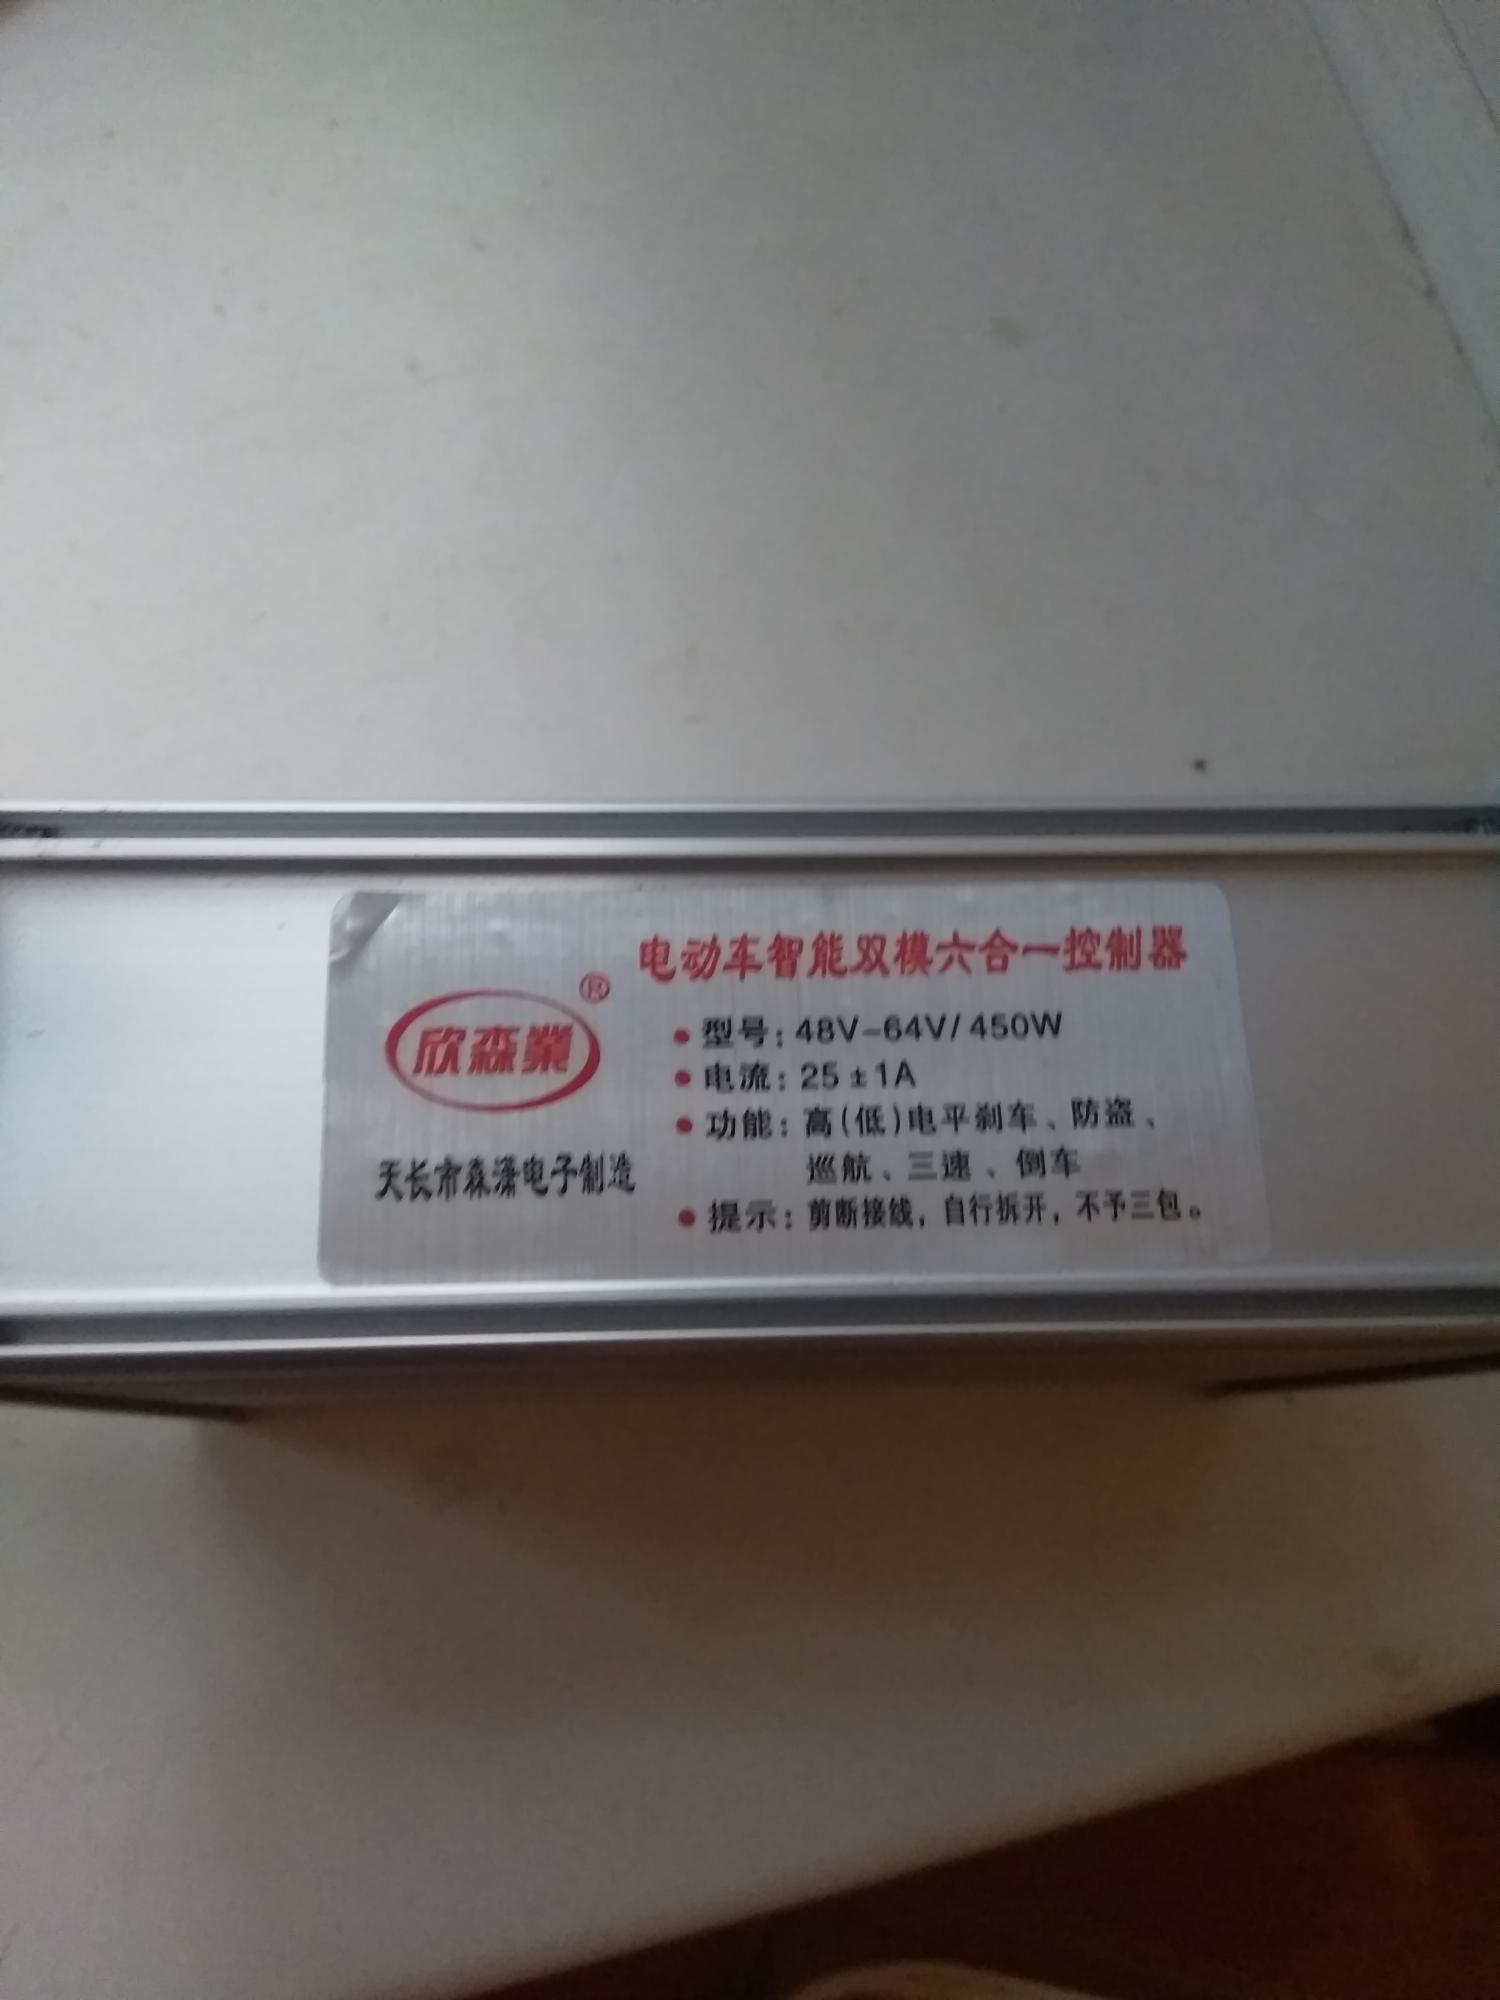 电动车智能双模六合一控制器
®
欣森業
天长市森潇电子制造
• 型号: 48V-64V/450W
• 电流: 25±1A
• 功能: 高(低)电平刹车、防盗、
巡航、三速、倒车
• 提示: 剪断接线，自行拆开，不予三包。